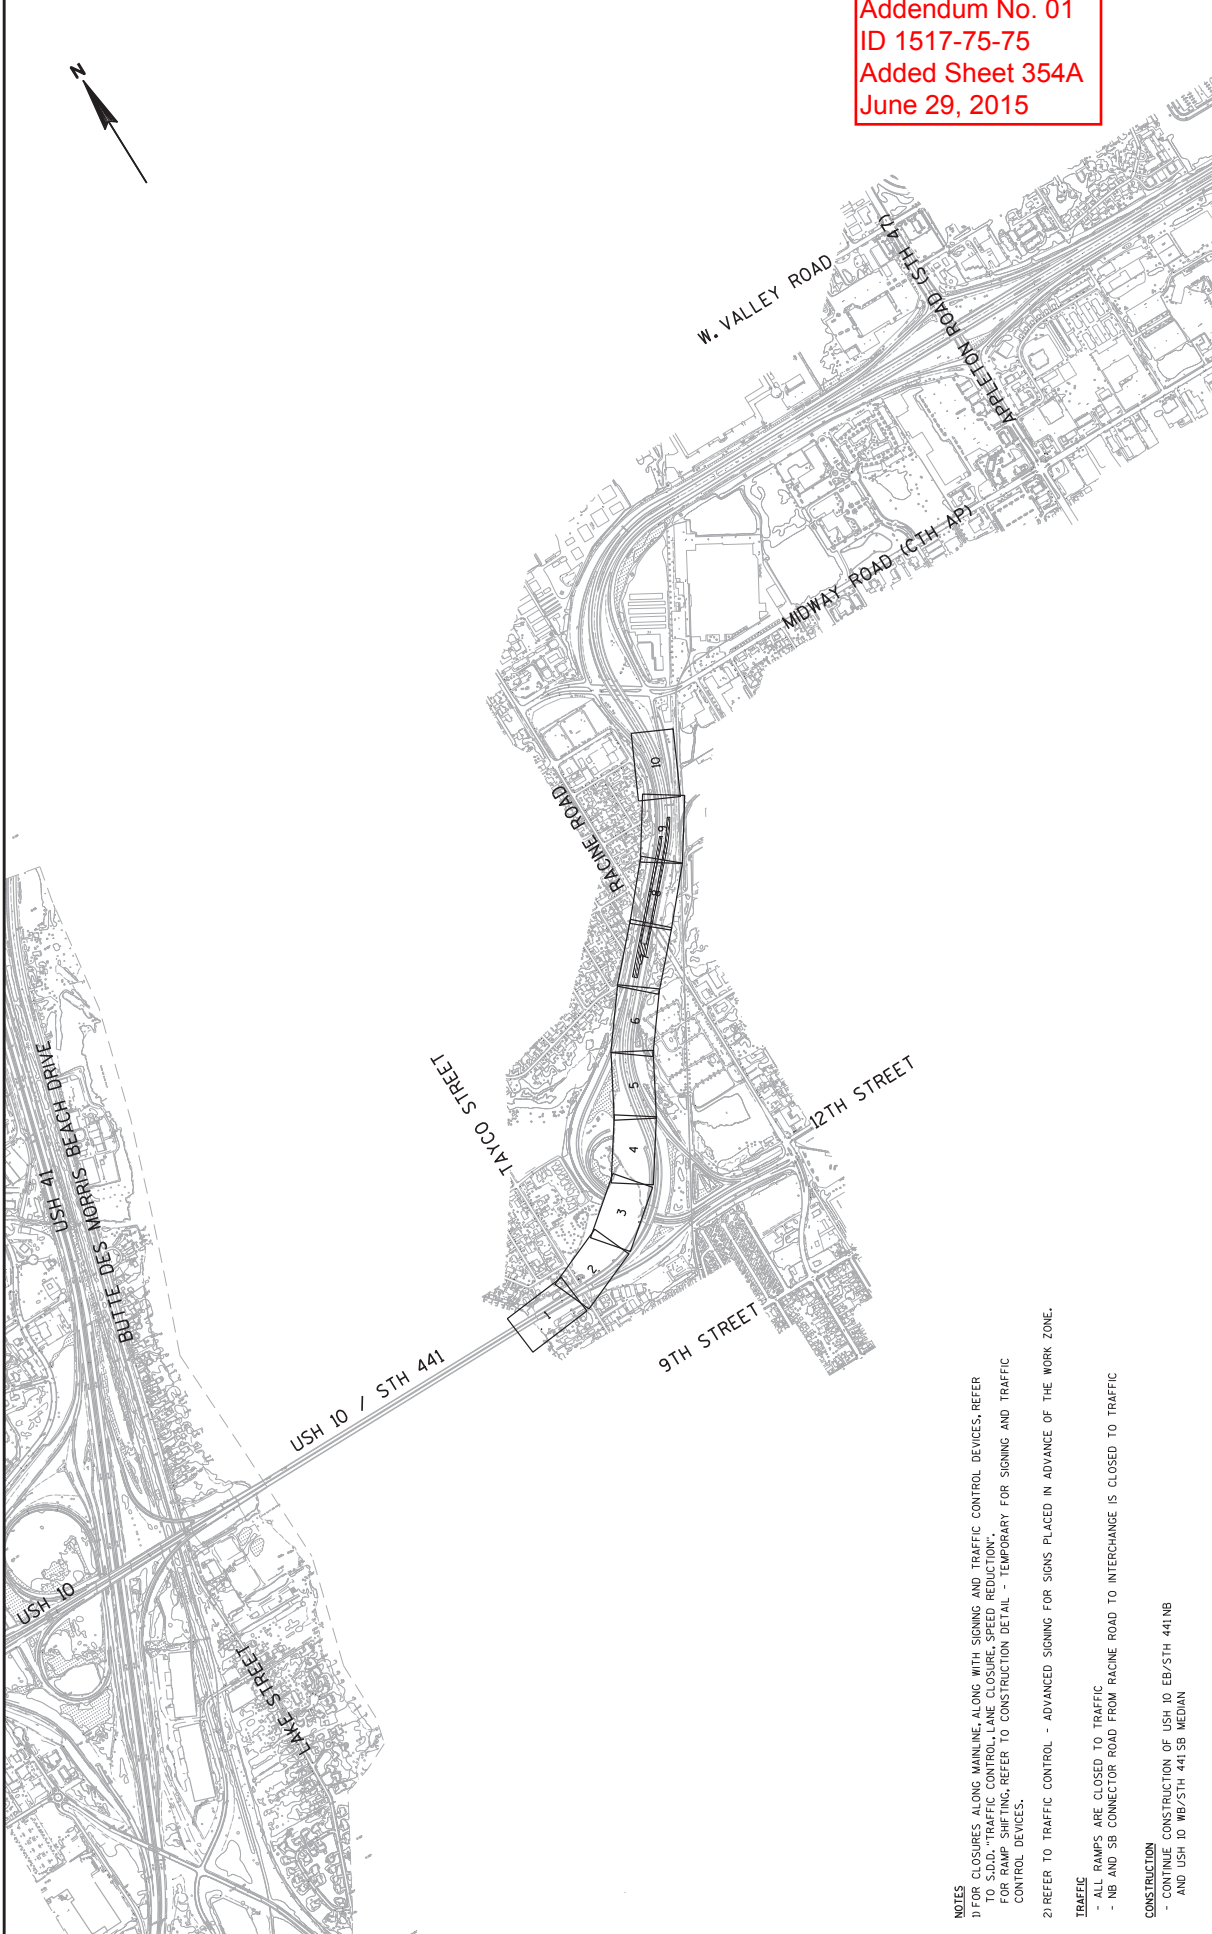 Addendum No. 01
ID 1517-75-75
Added Sheet 354A
June 29, 2015
N
W. VALLEY ROAD
APPLETON ROAD (STH 47)
MIDWAY ROAD (CTH AP)
RACINE ROAD
10
9
8
7
6
5
4
3
2
1
TAYCO STREET
12TH STREET
9TH STREET
USH 41
BUTTE DES MORRIS BEACH DRIVE
USH 10 / STH 441
USH 10
LAKE STREET
NOTES
1) FOR CLOSURES ALONG MAINLINE, ALONG WITH SIGNING AND TRAFFIC CONTROL DEVICES, REFER
TO S.D.D. "TRAFFIC CONTROL, LANE CLOSURE, SPEED REDUCTION".
FOR RAMP SHIFTING, REFER TO CONSTRUCTION DETAIL - TEMPORARY FOR SIGNING AND TRAFFIC
CONTROL DEVICES.
2) REFER TO TRAFFIC CONTROL - ADVANCED SIGNING FOR SIGNS PLACED IN ADVANCE OF THE WORK ZONE.
TRAFFIC
- ALL RAMPS ARE CLOSED TO TRAFFIC
- NB AND SB CONNECTOR ROAD FROM RACINE ROAD TO INTERCHANGE IS CLOSED TO TRAFFIC
CONSTRUCTION
- CONTINUE CONSTRUCTION OF USH 10 EB/STH 441 NB
AND USH 10 WB/STH 441 SB MEDIAN